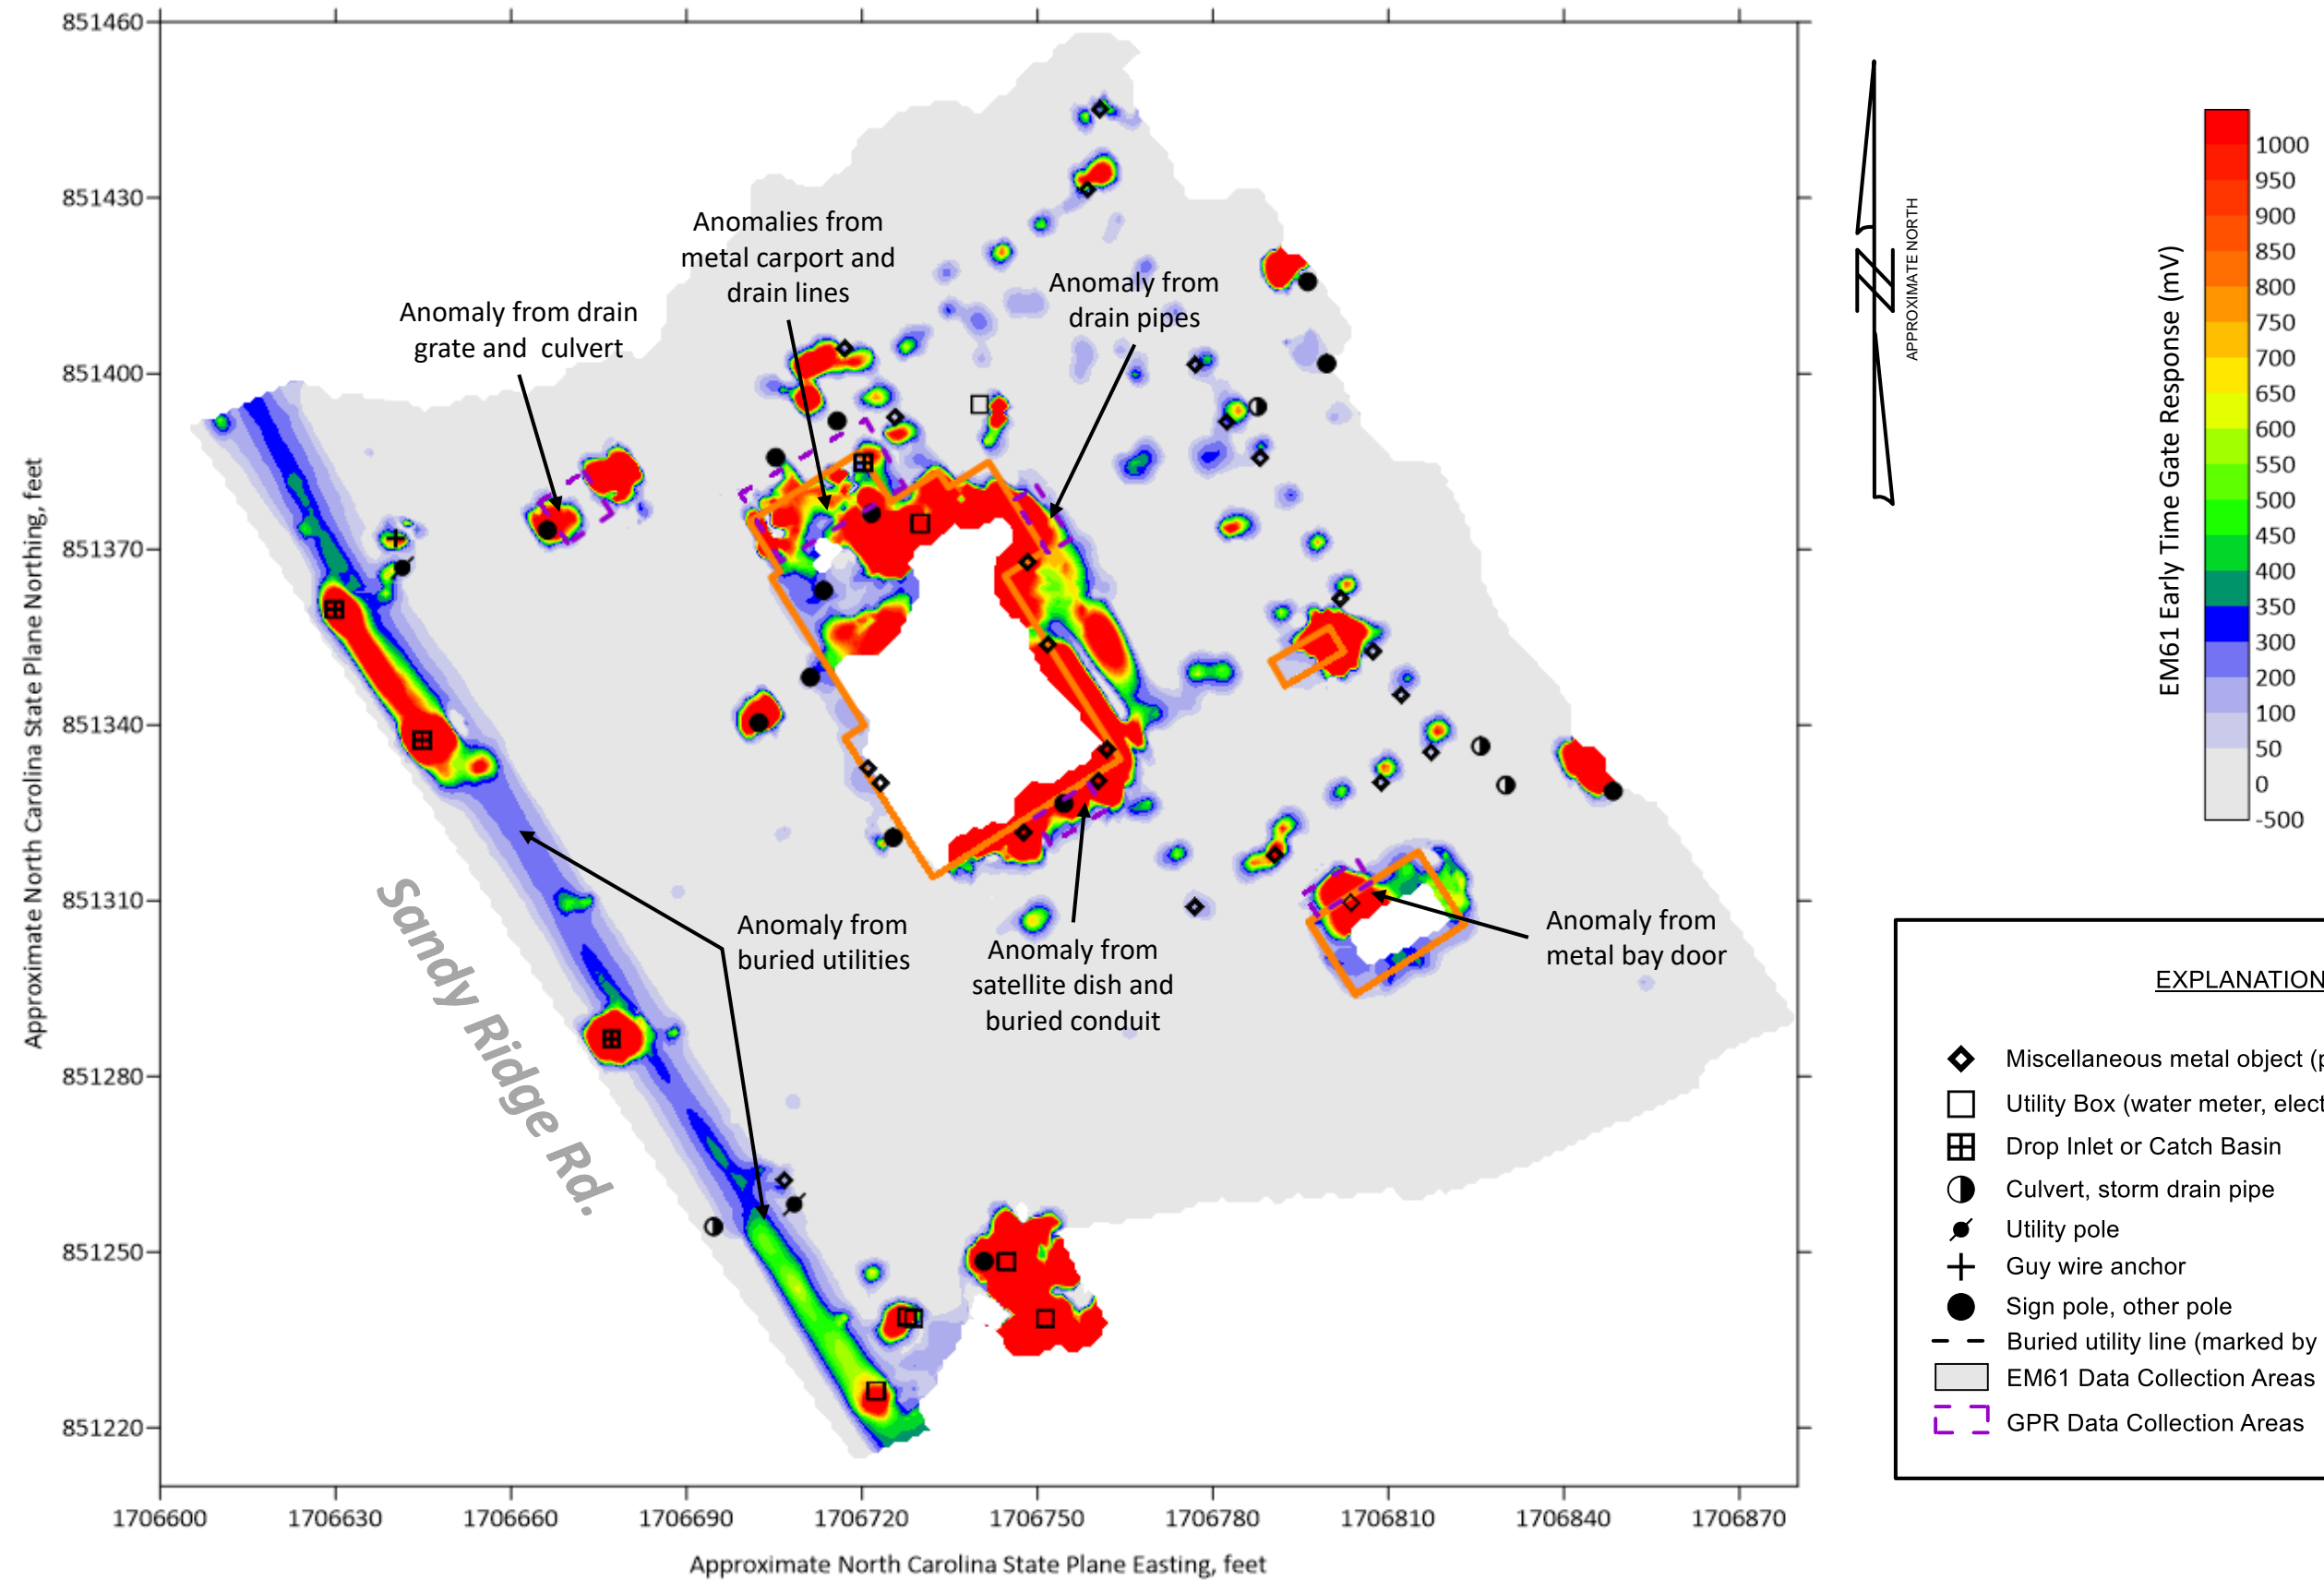 851460
851430
851400
851370
851340
851310
851280
851250
851220
Approximate North Carolina State Plane Northing, feet
1706600 1706630 1706660 1706690 1706720 1706750 1706780 1706810 1706840 1706870
Approximate North Carolina State Plane Easting, feet
Anomaly from drain
grate and culvert
Anomalies from
metal carport and
drain lines
Anomaly from
drain pipes
Anomaly from
buried utilities
Anomaly from
satellite dish and
buried conduit
Anomaly from
metal bay door
Sandy Ridge Rd.
N
APPROXIMATE NORTH
EM61 Early Time Gate Response (mV)
1000
950
900
850
800
750
700
650
600
550
500
450
400
350
300
200
100
50
0
-500
EXPLANATION
Miscellaneous metal object (p
Utility Box (water meter, elect
Drop Inlet or Catch Basin
Culvert, storm drain pipe
Utility pole
Guy wire anchor
Sign pole, other pole
Buried utility line (marked by
EM61 Data Collection Areas
GPR Data Collection Areas